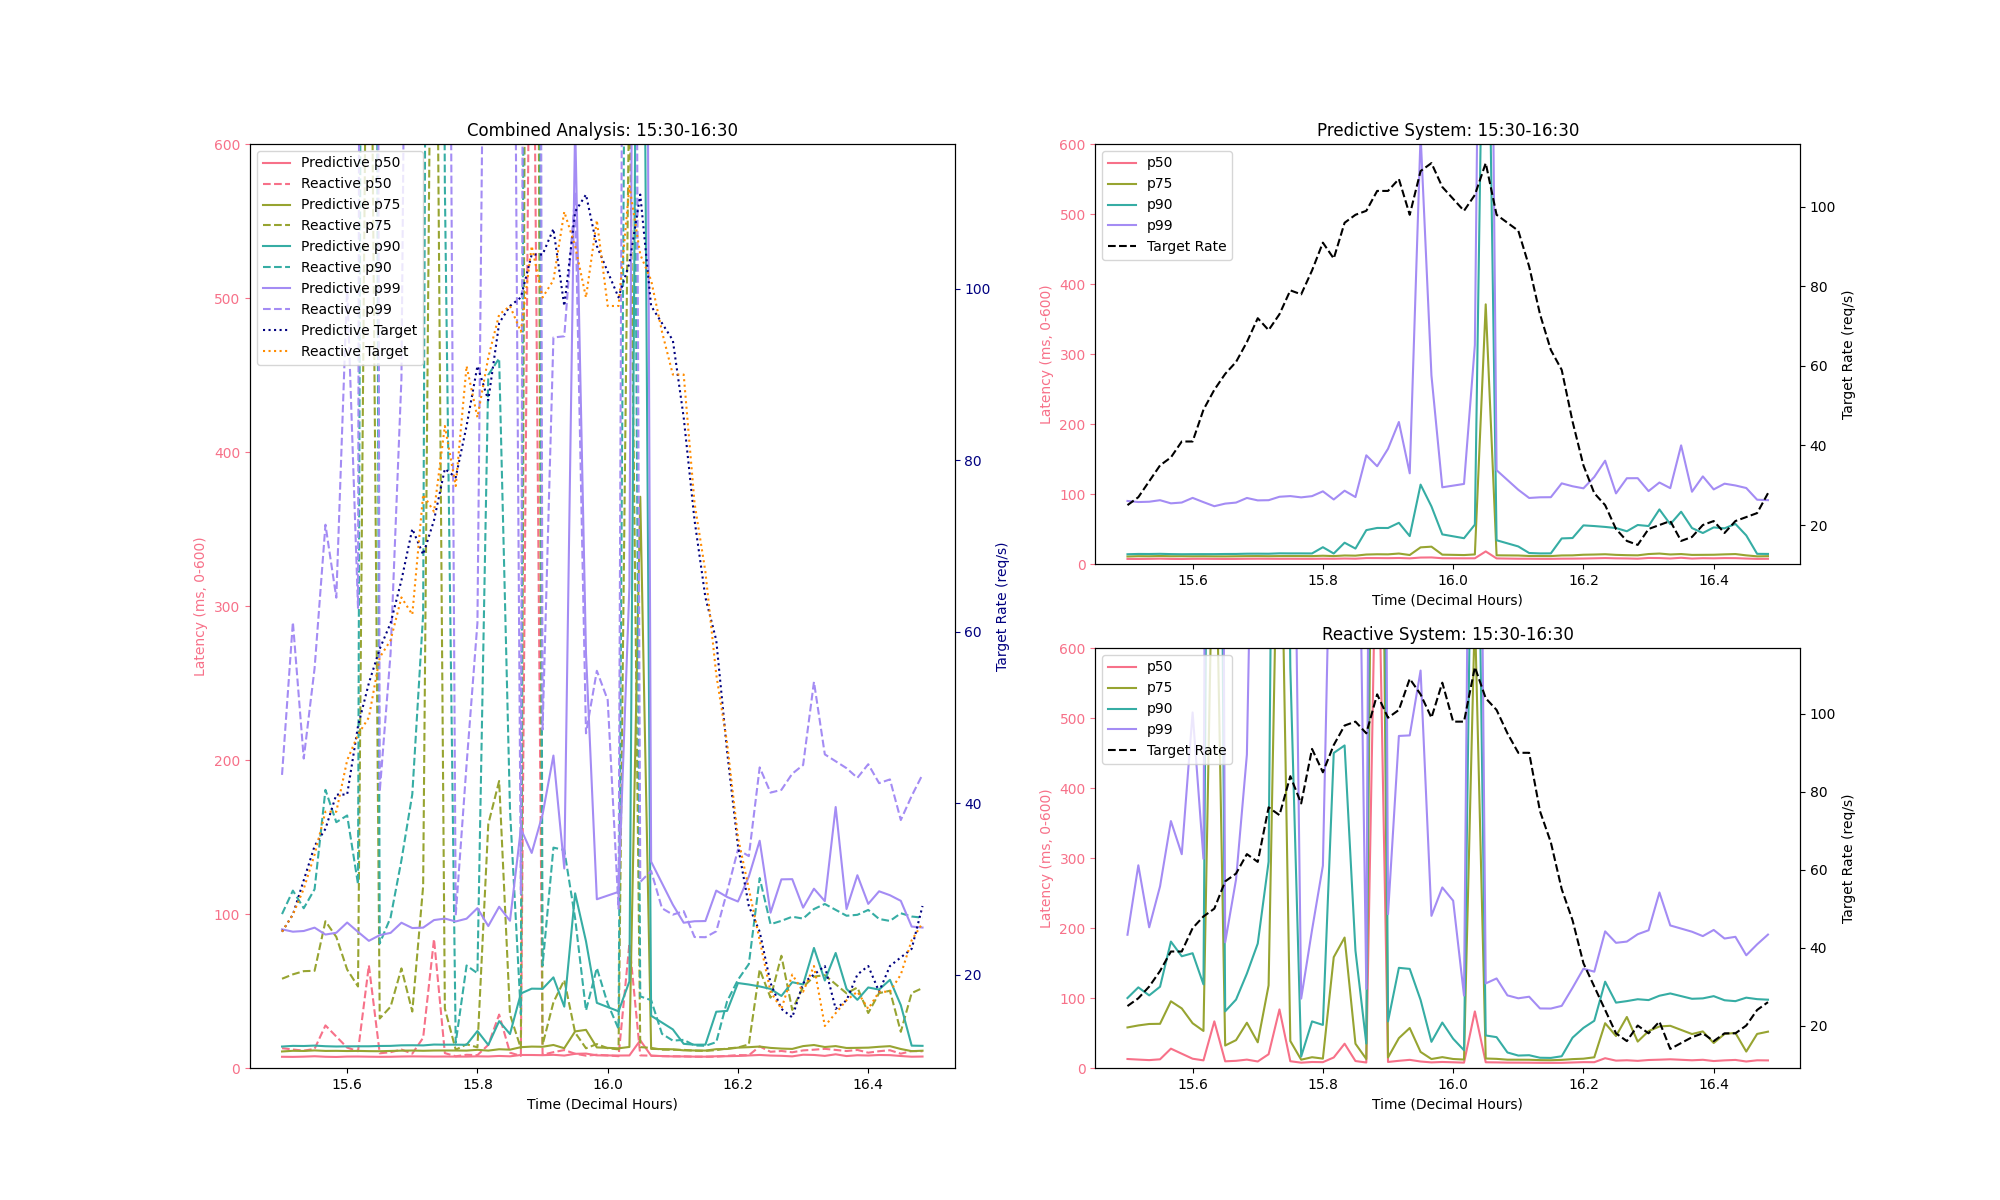 Combined Analysis: 15:30-16:30
600
500
400
300
200
100
0
Latency (ms, 0-600)
Predictive p50
Reactive p50
Predictive p75
Reactive p75
Predictive p90
Reactive p90
Predictive p99
Reactive p99
Predictive Target
Reactive Target
100
80
60
40
20
Target Rate (req/s)
15.6 15.8 16.0 16.2 16.4
Time (Decimal Hours)
Predictive System: 15:30-16:30
600
500
400
300
200
100
0
Latency (ms, 0-600)
p50
p75
p90
p99
Target Rate
100
80
60
40
20
Target Rate (req/s)
15.6 15.8 16.0 16.2 16.4
Time (Decimal Hours)
Reactive System: 15:30-16:30
600
500
400
300
200
100
0
Latency (ms, 0-600)
p50
p75
p90
p99
Target Rate
100
80
60
40
20
Target Rate (req/s)
15.6 15.8 16.0 16.2 16.4
Time (Decimal Hours)